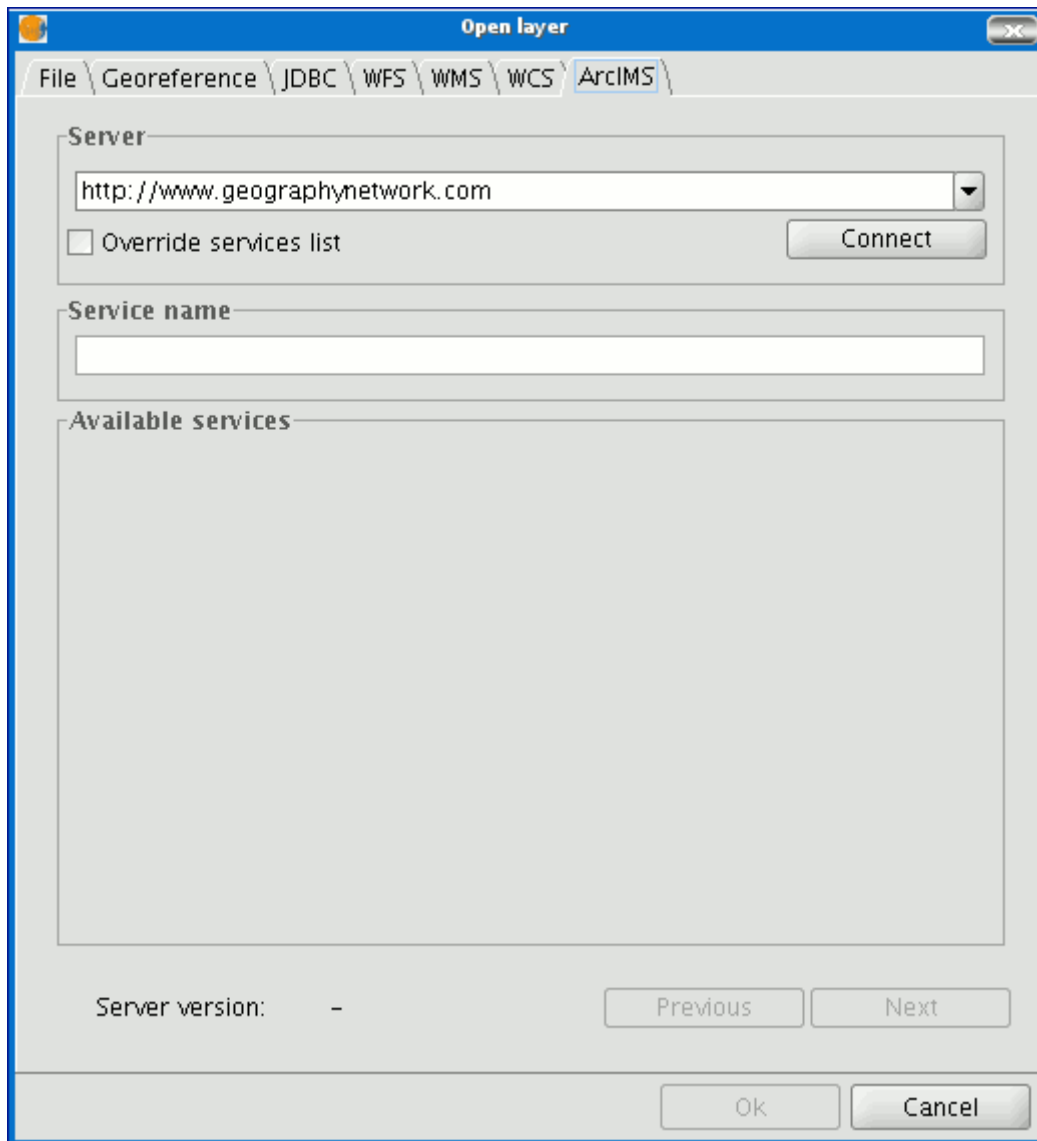 Open layer
File Georeference JDBC WFS WMS WCS ArcIMS
Server
http://www.geographynetwork.com
Override services list Connect
Service name
Available services
Server version: – Previous Next
Ok Cancel